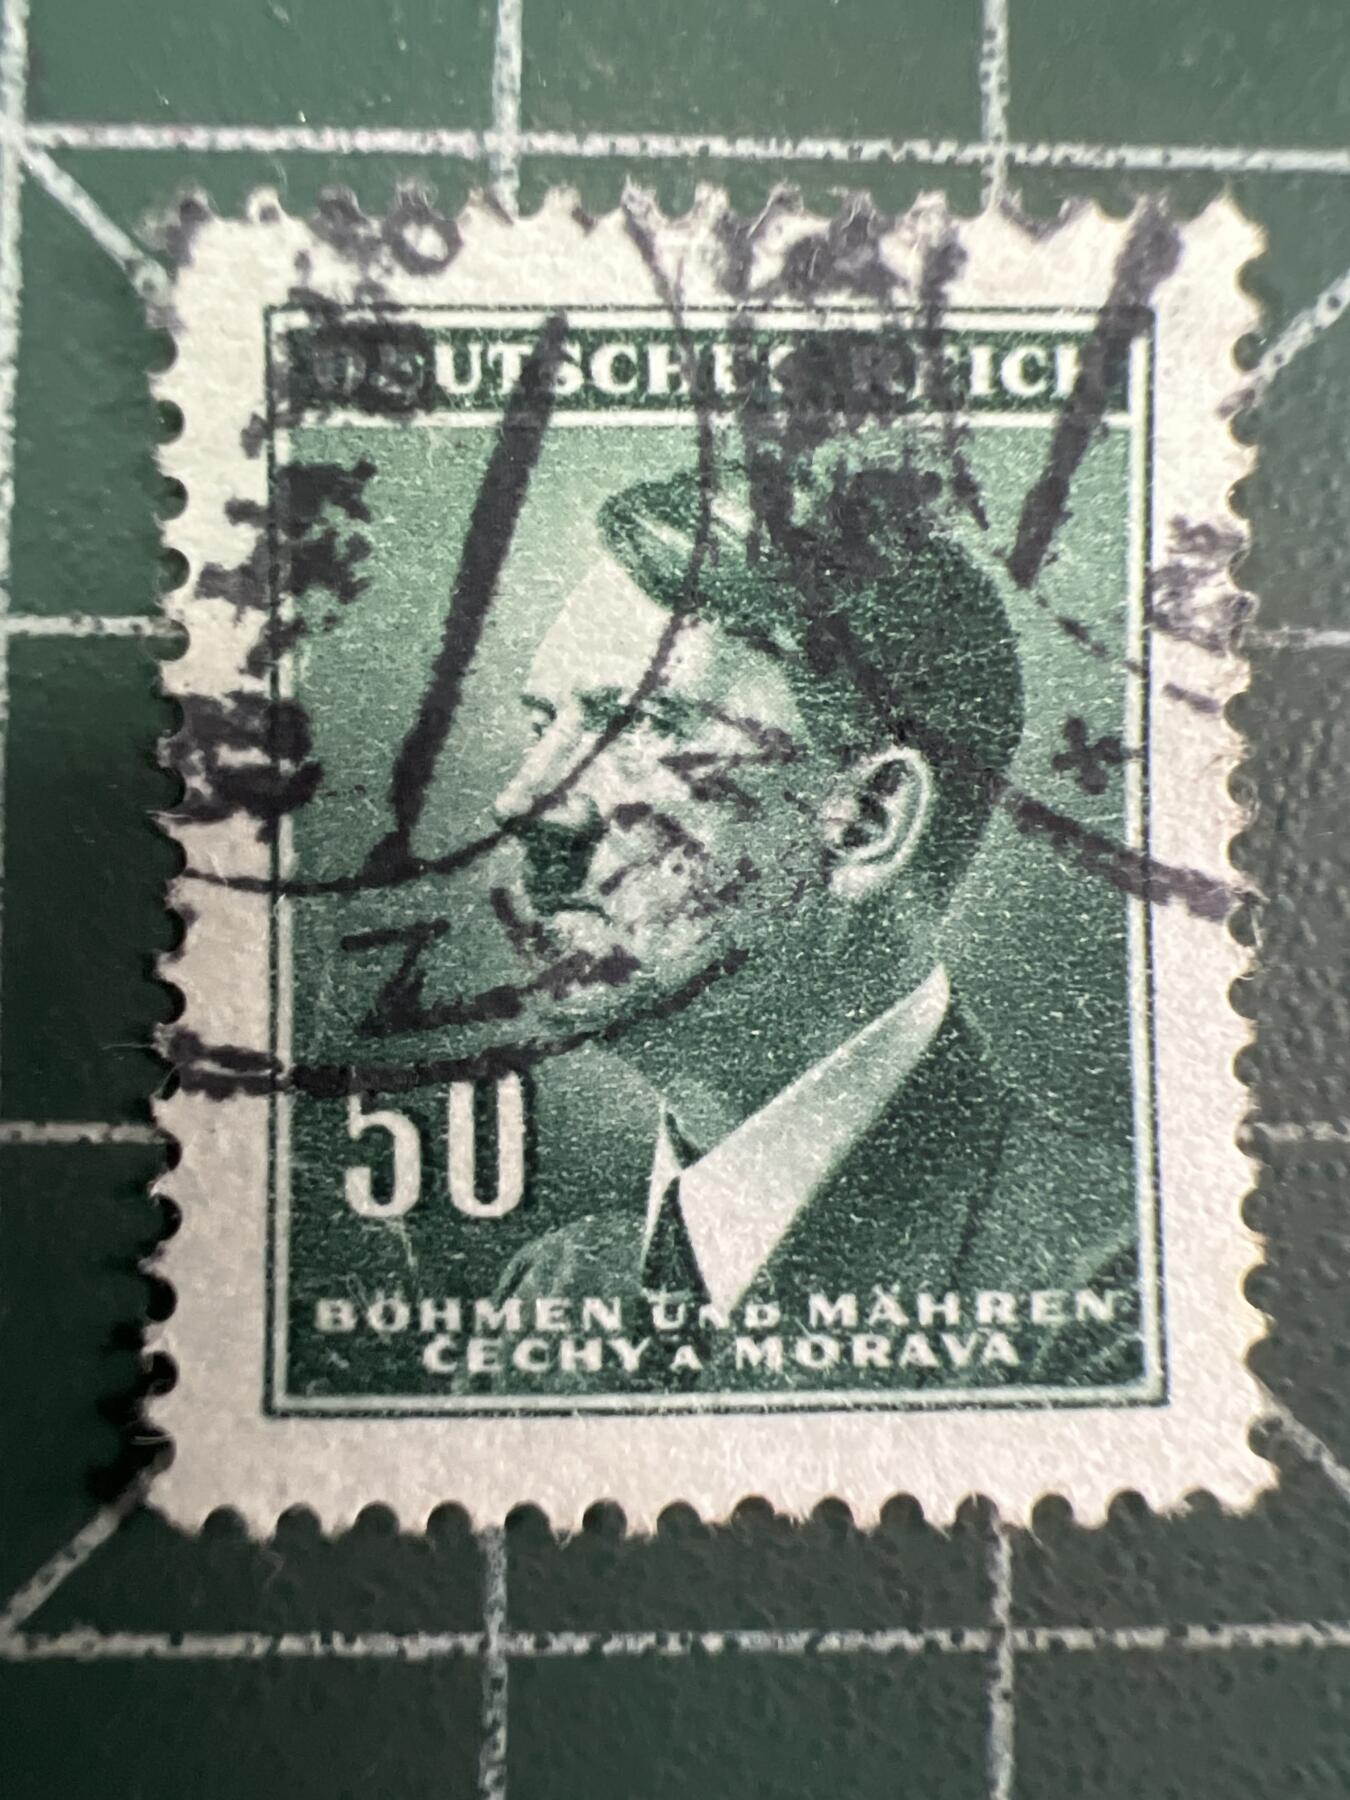 DEUTSCHES REICH
50
BÖHMEN UND MÄHREN
ČECHY A MORAVA